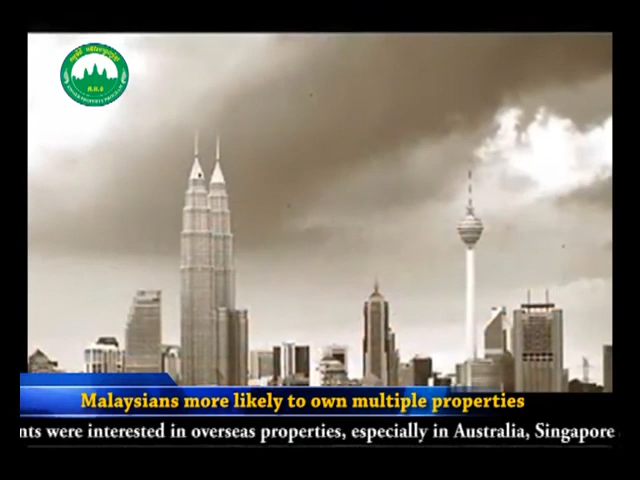 Malaysians more likely to own multiple properties
nts were interested in overseas properties, especially in Australia, Singapore